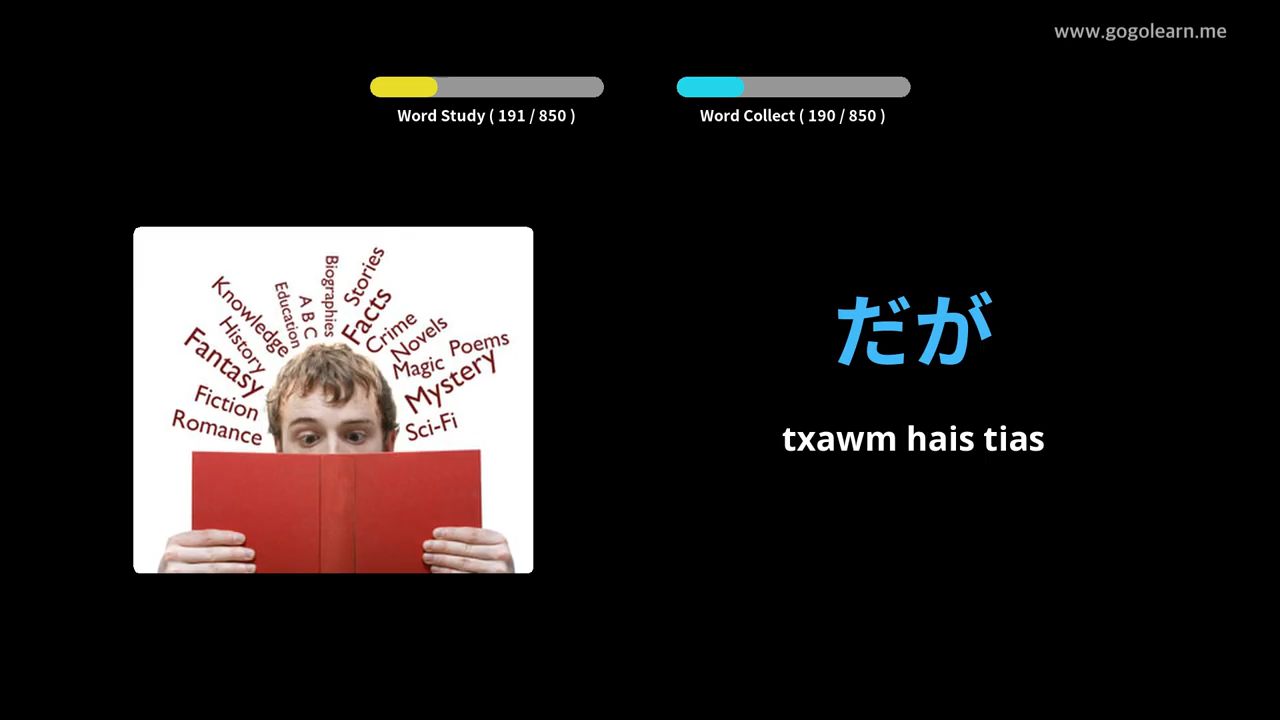 www.gogolearn.me
Word Study ( 191 / 850 )
Word Collect ( 190 / 850 )
Stories
Biographies
Facts
A B C
Education
Knowledge
Crime
Novels
History
Poems
Magic
Fantasy
Mystery
Fiction
Sci-Fi
Romance
だが
txawm hais tias